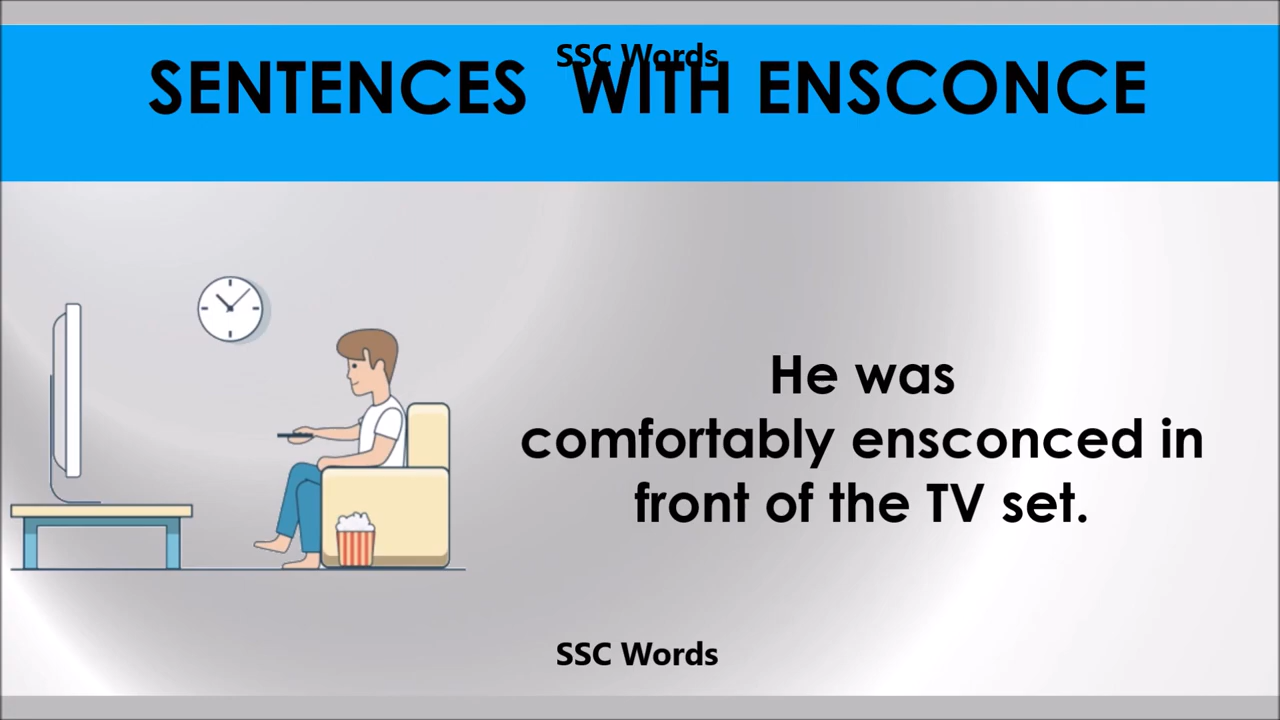 SSC Words
SENTENCES WITH ENSCONCE
He was
comfortably ensconced in
front of the TV set.
SSC Words